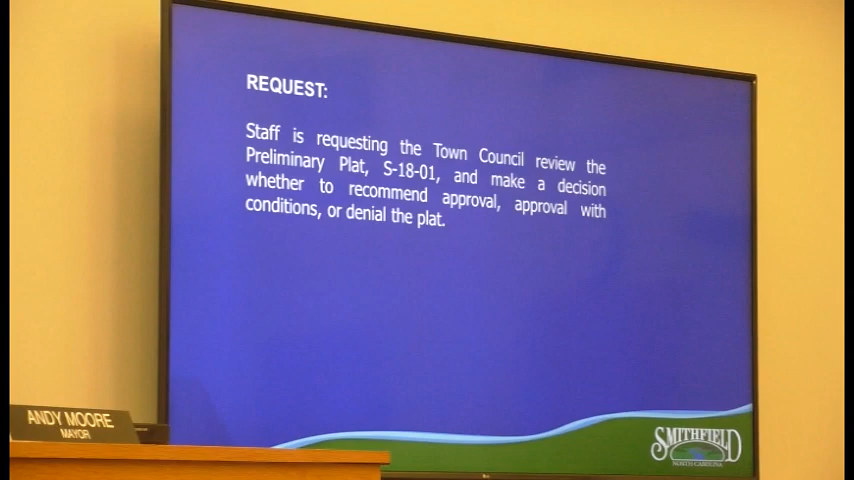 REQUEST:
Staff is requesting the Town Council review the
Preliminary Plat, S-18-01, and make a decision
whether to recommend approval, approval with
conditions, or denial the plat.
ANDY MOORE
MAYOR
SMITHFIELD
NORTH CAROLINA